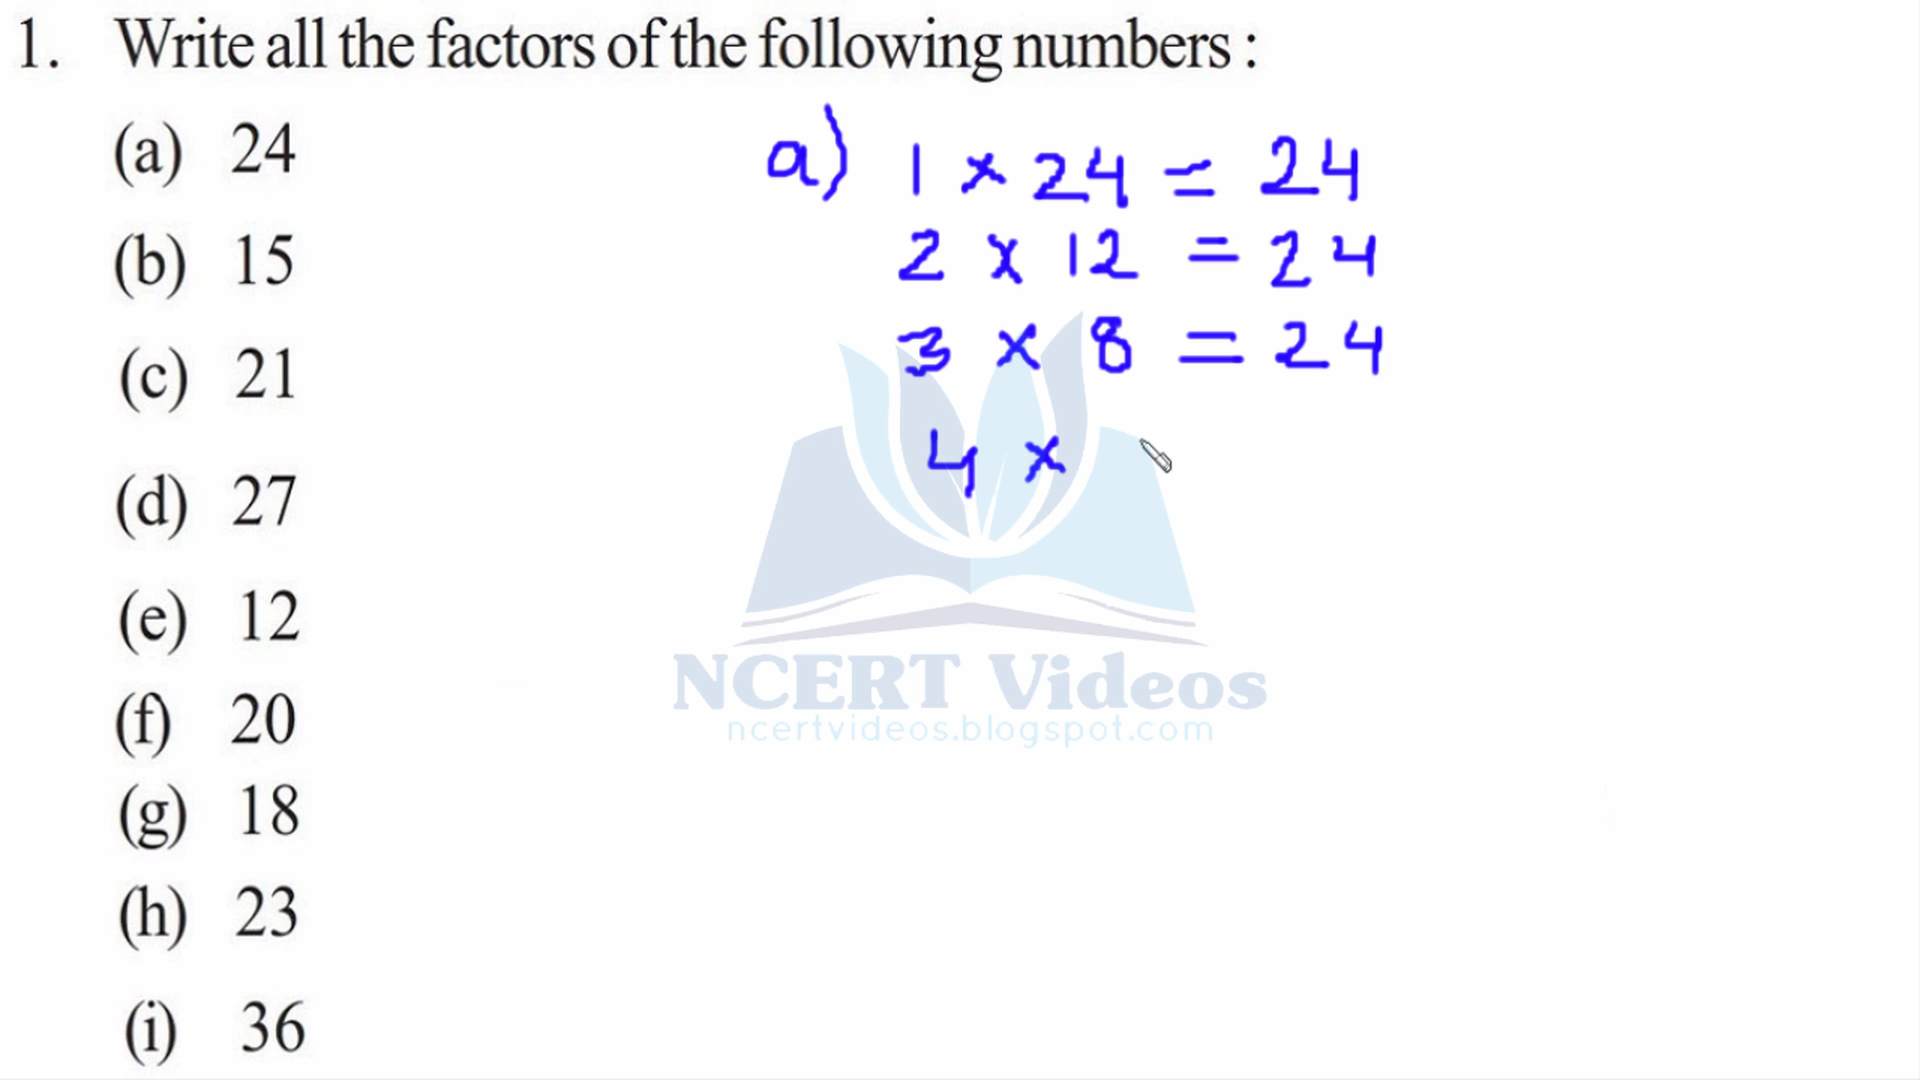 1. Write all the factors of the following numbers :
(a) 24
(b) 15
(c) 21
(d) 27
(e) 12
(f) 20
(g) 18
(h) 23
(i) 36
a) 1 × 24 = 24
2 × 12 = 24
3 × 8 = 24
4 ×
NCERT Videos
ncertvideos.blogspot.com